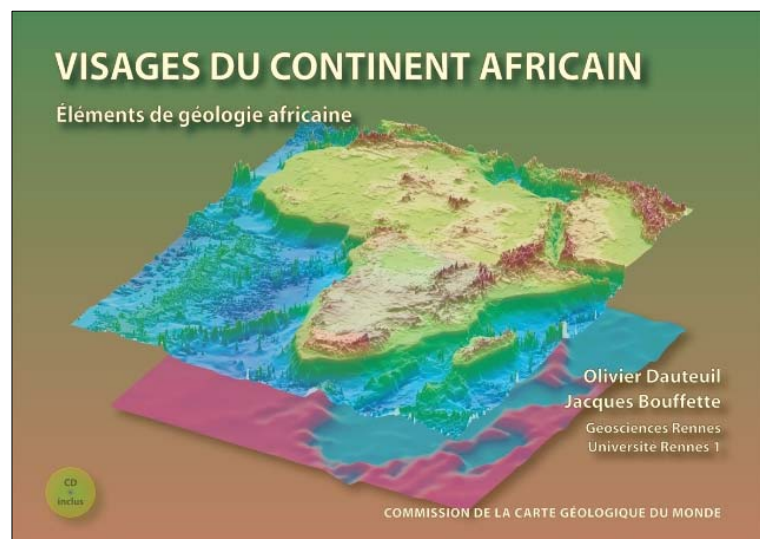 VISAGES DU CONTINENT AFRICAIN
Éléments de géologie africaine
Olivier Dauteuil
Jacques Bouffette
Géosciences Rennes
Université Rennes 1
CD
inclus
COMMISSION DE LA CARTE GÉOLOGIQUE DU MONDE